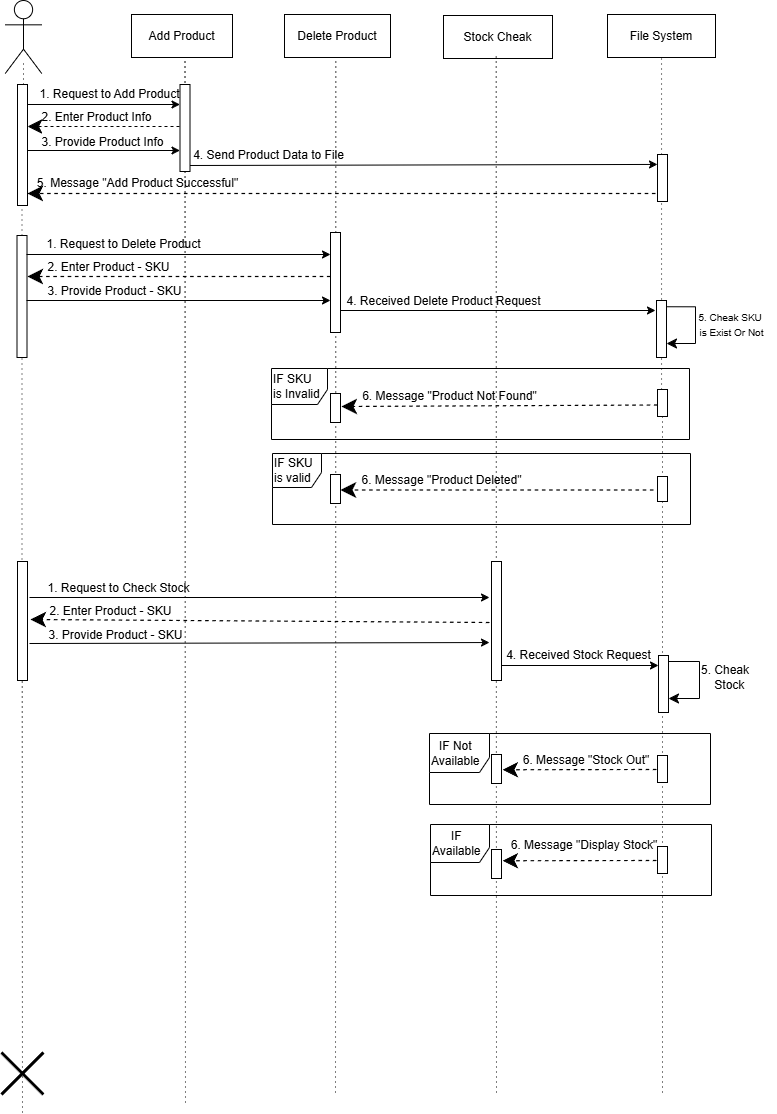 Add Product
Delete Product
Stock Cheak
File System
1. Request to Add Product
2. Enter Product Info
3. Provide Product Info
4. Send Product Data to File
5. Message "Add Product Successful"
1. Request to Delete Product
2. Enter Product - SKU
3. Provide Product - SKU
4. Received Delete Product Request
5. Cheak SKU
is Exist Or Not
IF SKU
is Invalid
6. Message "Product Not Found"
IF SKU
is valid
6. Message "Product Deleted"
1. Request to Check Stock
2. Enter Product - SKU
3. Provide Product - SKU
4. Received Stock Request
5. Cheak
Stock
IF Not
Available
6. Message "Stock Out"
IF
Available
6. Message "Display Stock"